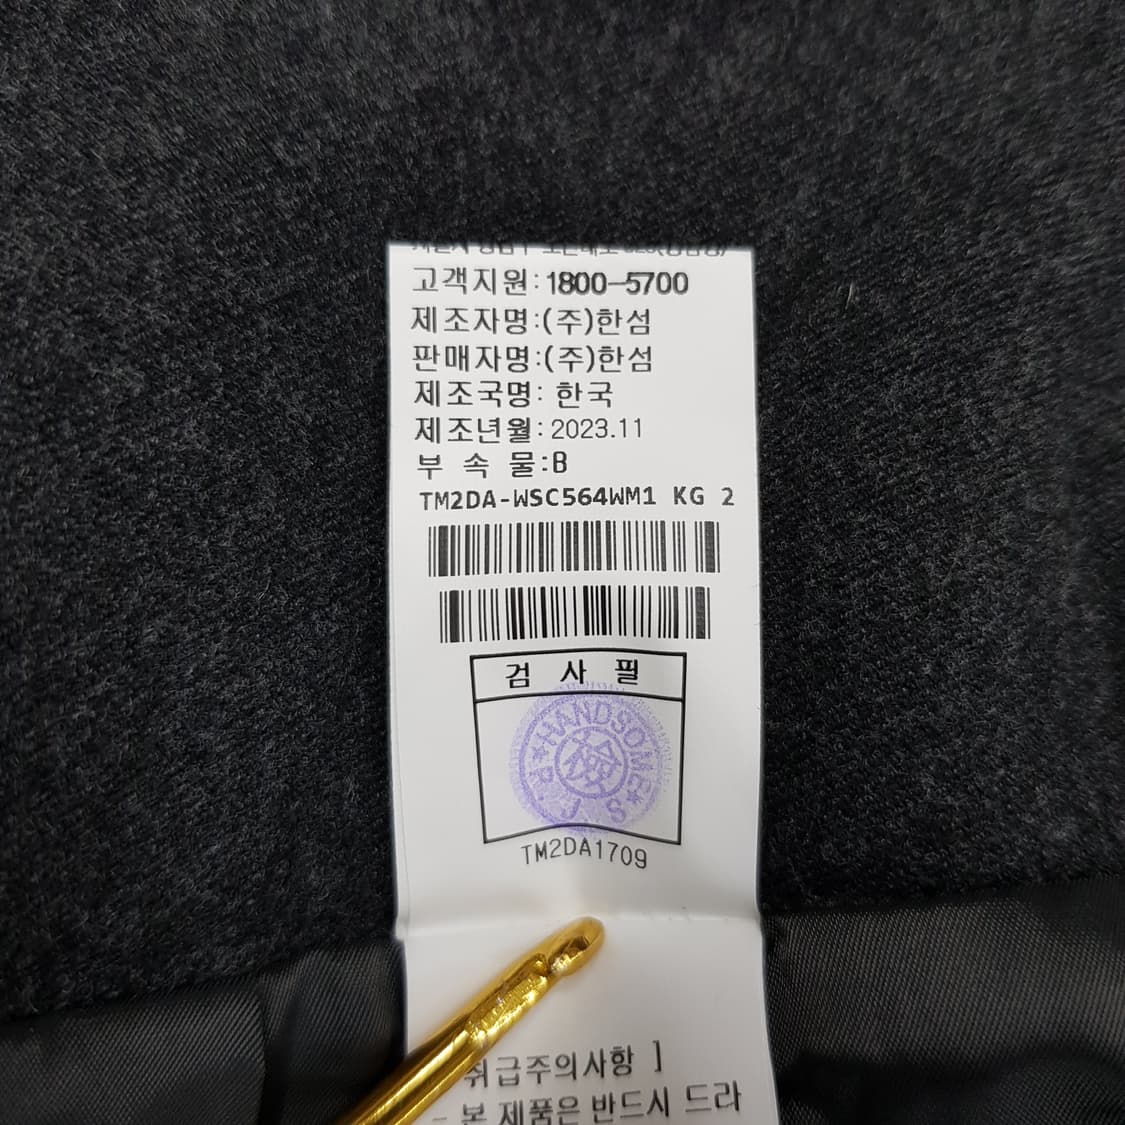 고객지원:1800-5700
제조자명:(주)한섬
판매자명:(주)한섬
제조국명: 한국
제조년월:2023.11
부 속 물:B
TM2DA-WSC564WM1 KG 2
검 사 필
HANDSOME
檢
R. J S
TM2DA1709
취급주의사항 ]
- 본 제품은 반드시 드라